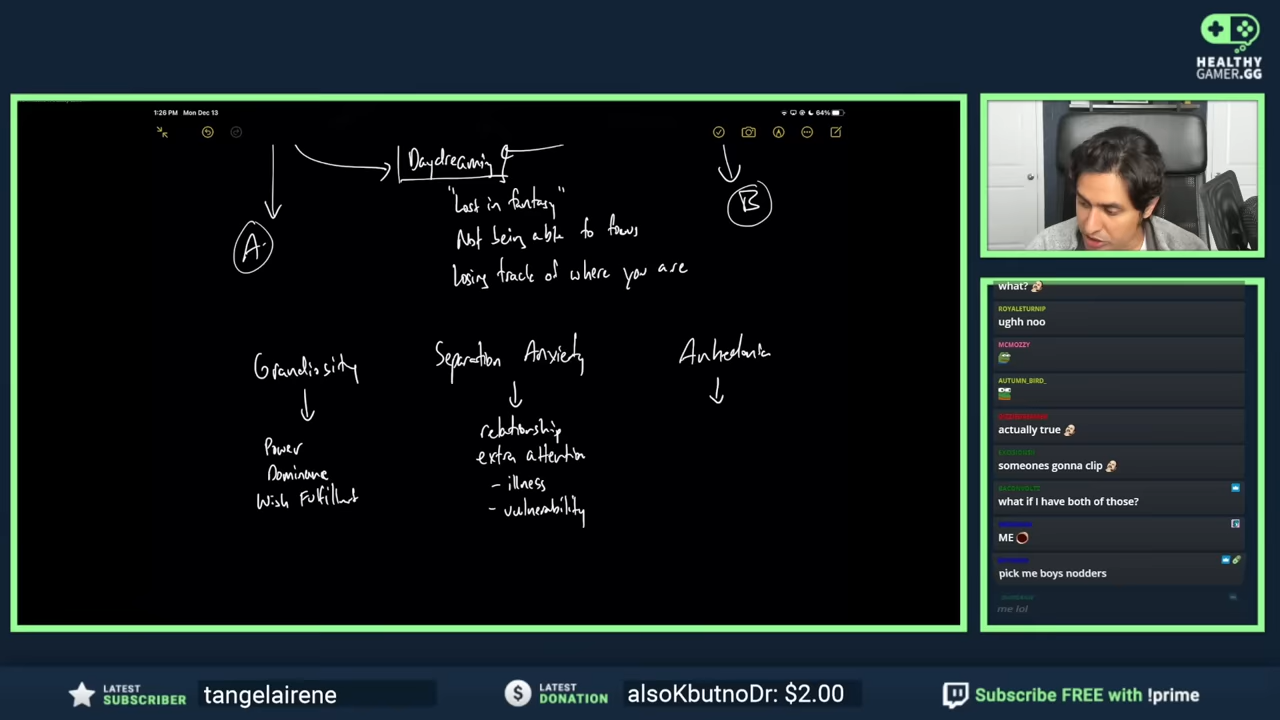 HEALTHY
GAMER.GG
1:26 PM Mon Dec 13
64%
Daydreaming
"Lost in fantasy"
Not being able to focus
Losing track of where you are
A
B
Grandiosity
Power
Dominance
Wish Fulfillment
Separation Anxiety
relationship
extra attention
- illness
- vulnerability
Anhedonia
what?
ROYALETURNIP
ughh noo
MCMOZZY
AUTUMN_BIRD_
actually true
someones gonna clip
what if I have both of those?
ME
pick me boys nodders
me lol
LATEST
SUBSCRIBER
tangelairene
LATEST
DONATION
alsoKbutnoDr: $2.00
Subscribe FREE with !prime